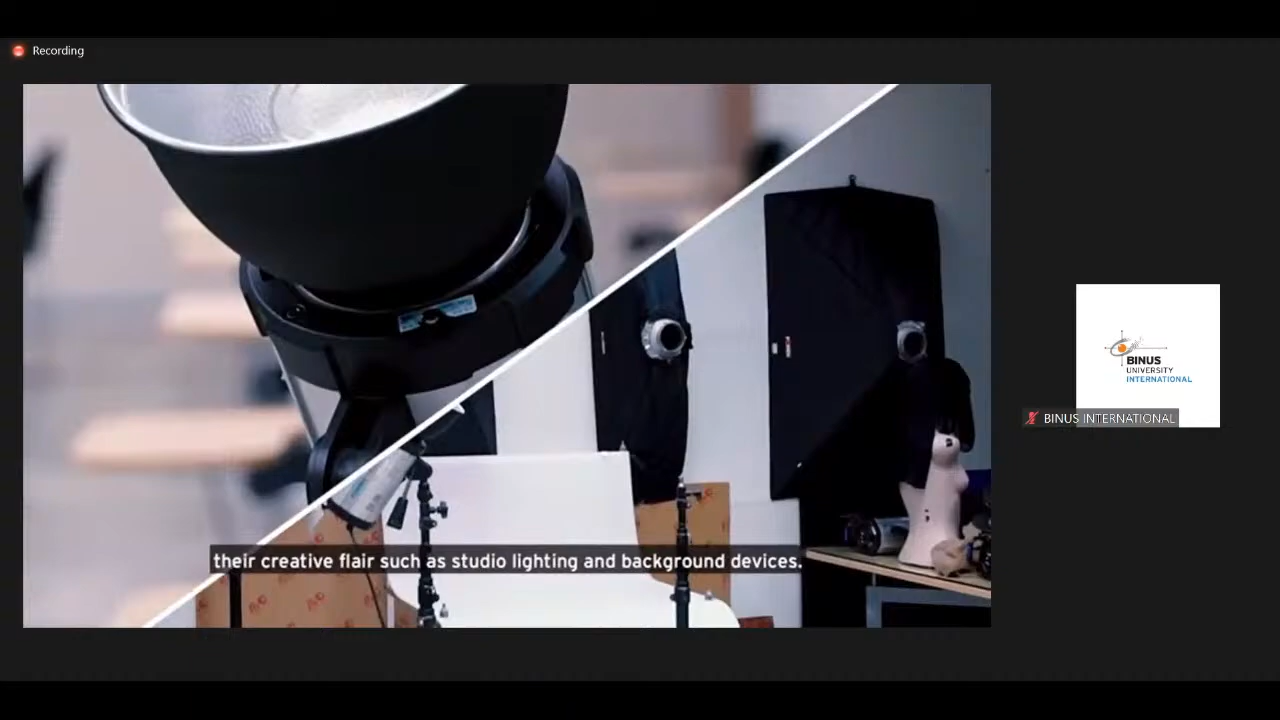 Recording
their creative flair such as studio lighting and background devices.
BINUS
UNIVERSITY
INTERNATIONAL
BINUS INTERNATIONAL